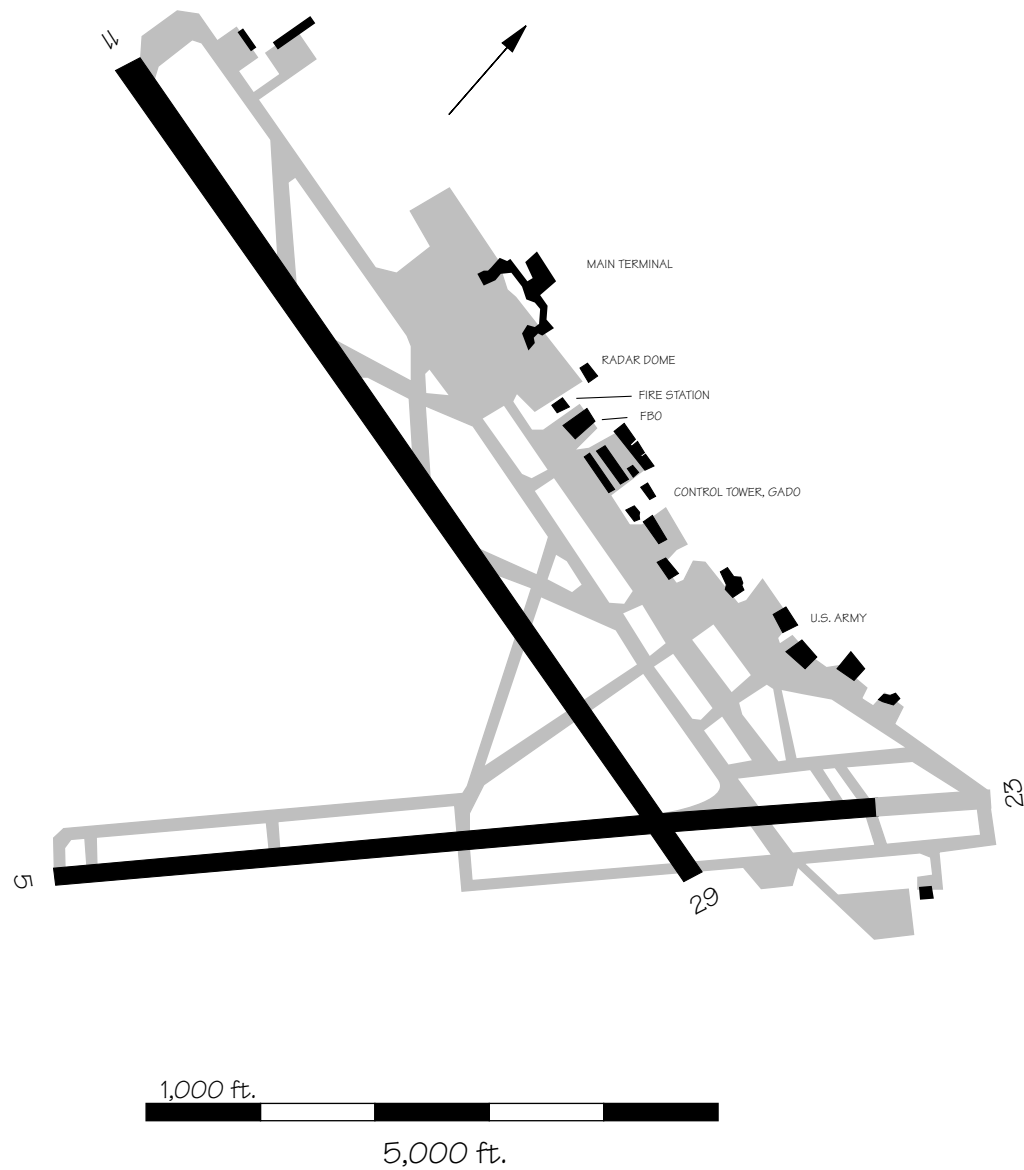 11
MAIN TERMINAL
RADAR DOME
FIRE STATION
FBO
CONTROL TOWER, GADO
U.S. ARMY
23
5
29
1,000 ft.
5,000 ft.